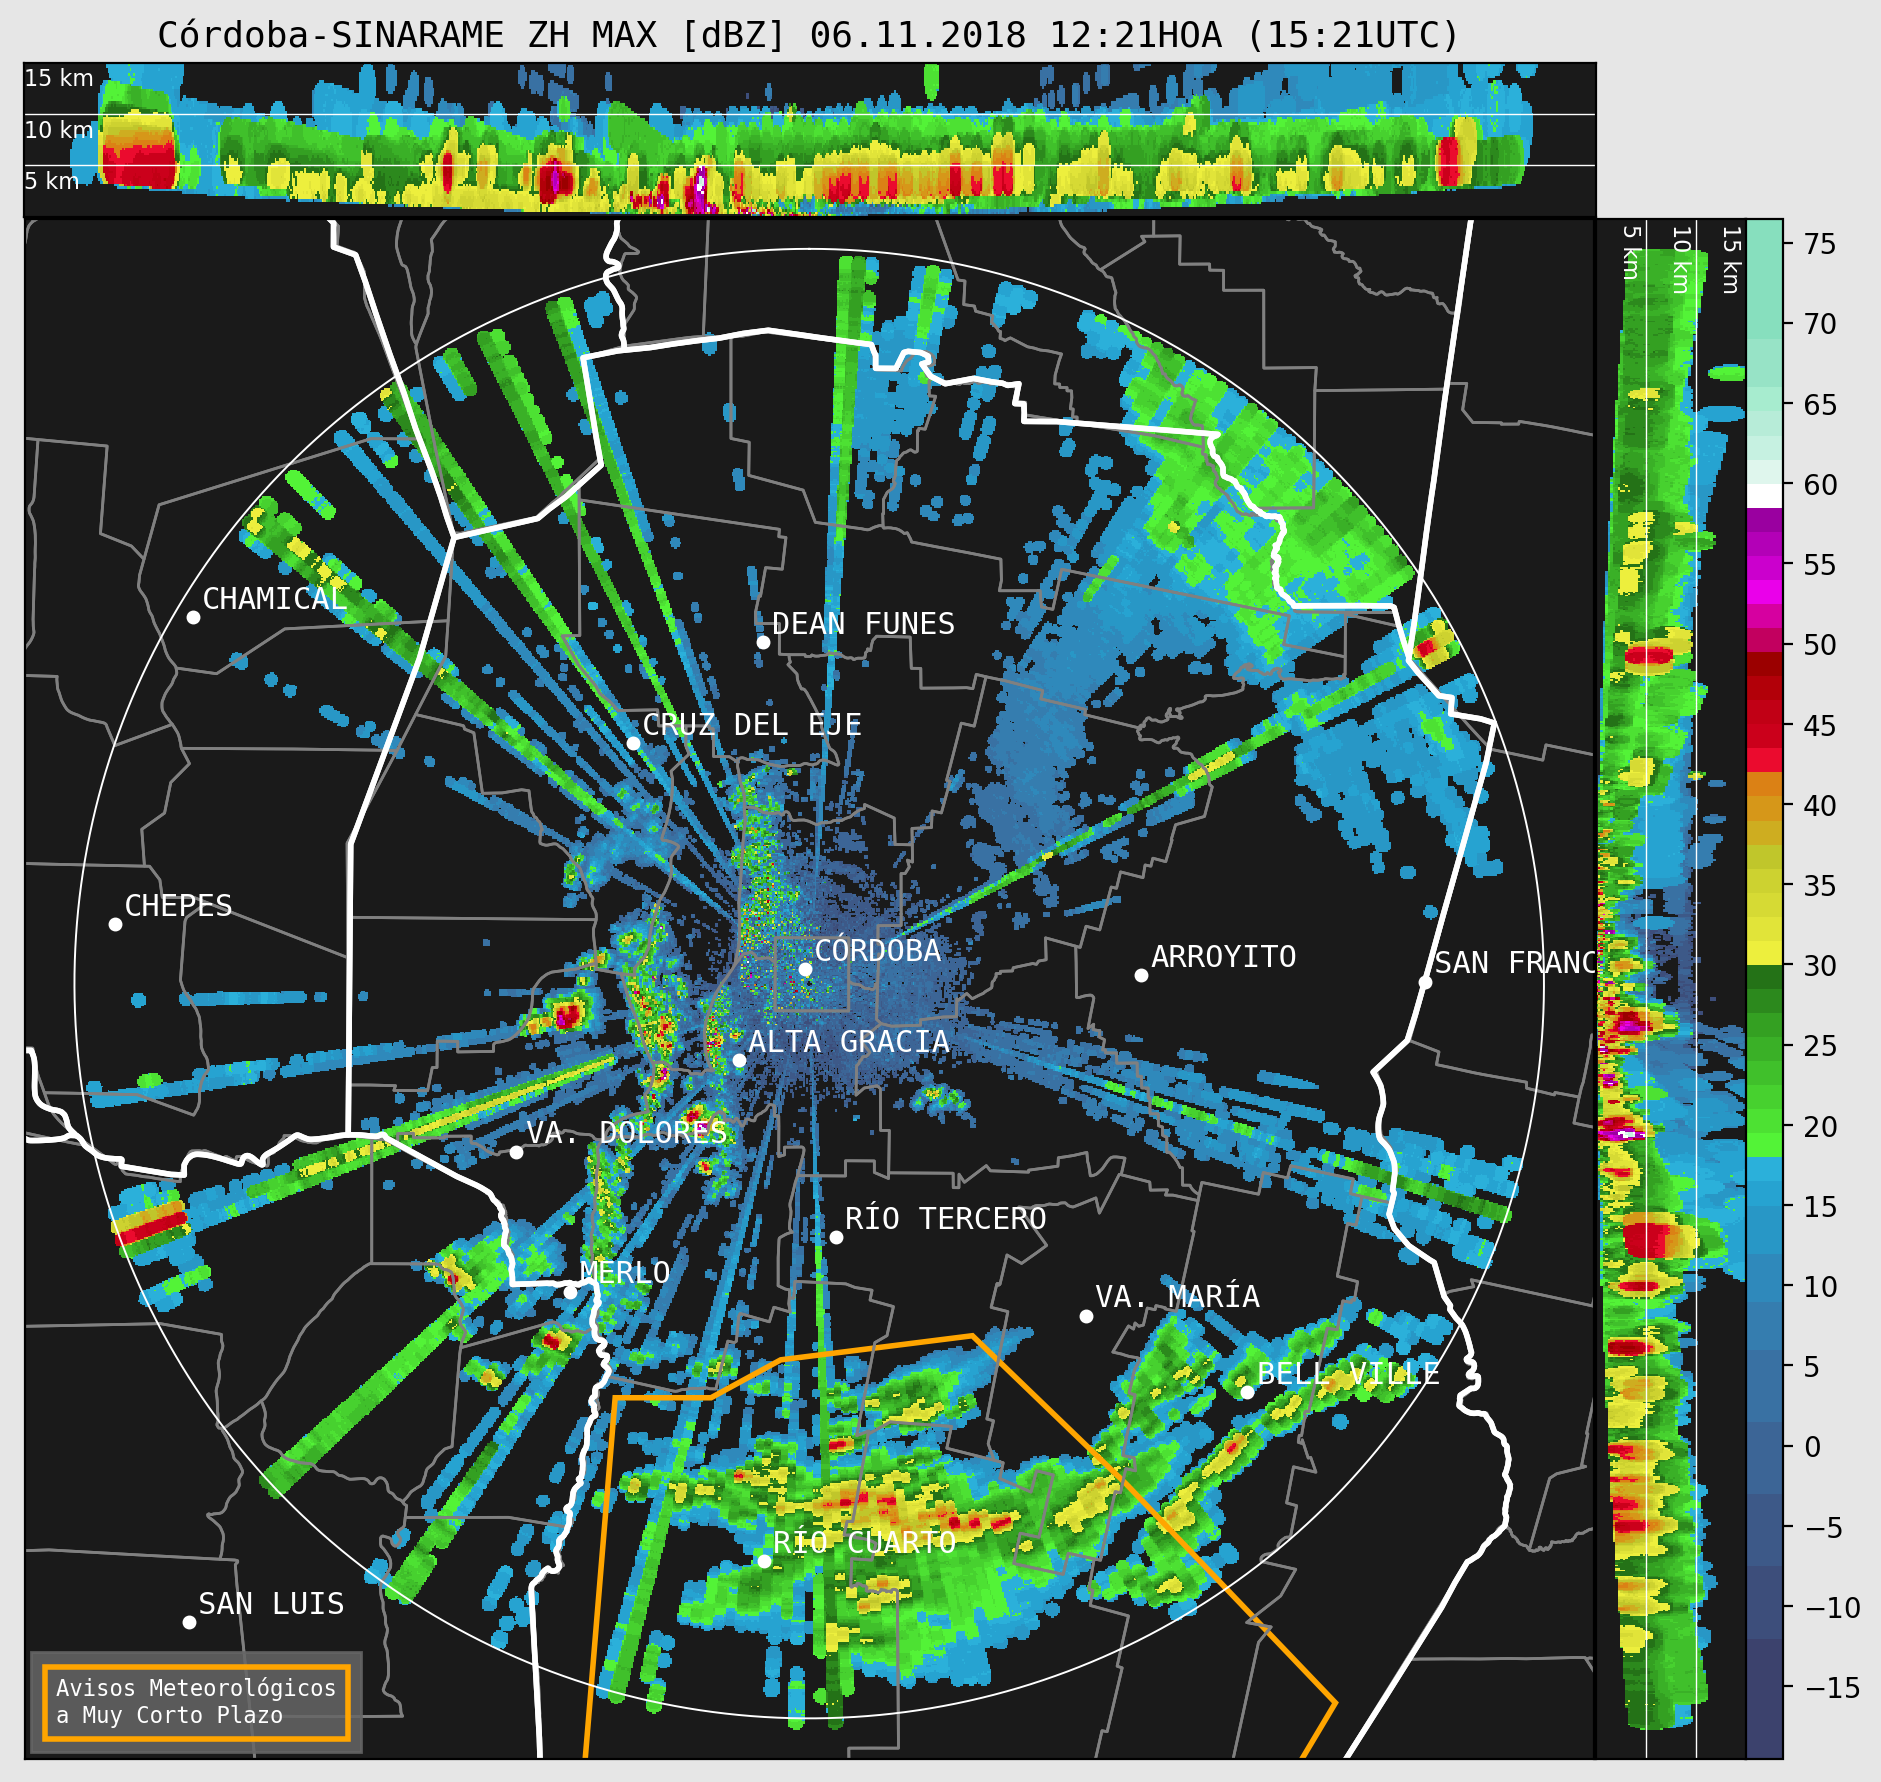 Córdoba-SINARAME ZH MAX [dBZ] 06.11.2018 12:21HOA (15:21UTC)
15 km
10 km
5 km
5 km
10 km
15 km
75
70
65
60
55
50
45
40
35
30
25
20
15
10
5
0
−5
−10
−15
CHAMICAL
DEAN FUNES
CRUZ DEL EJE
CHEPES
CÓRDOBA
ARROYITO
SAN FRANC
ALTA GRACIA
VA. DOLORES
RÍO TERCERO
MERLO
VA. MARÍA
BELL VILLE
RÍO CUARTO
SAN LUIS
Avisos Meteorológicos
a Muy Corto Plazo